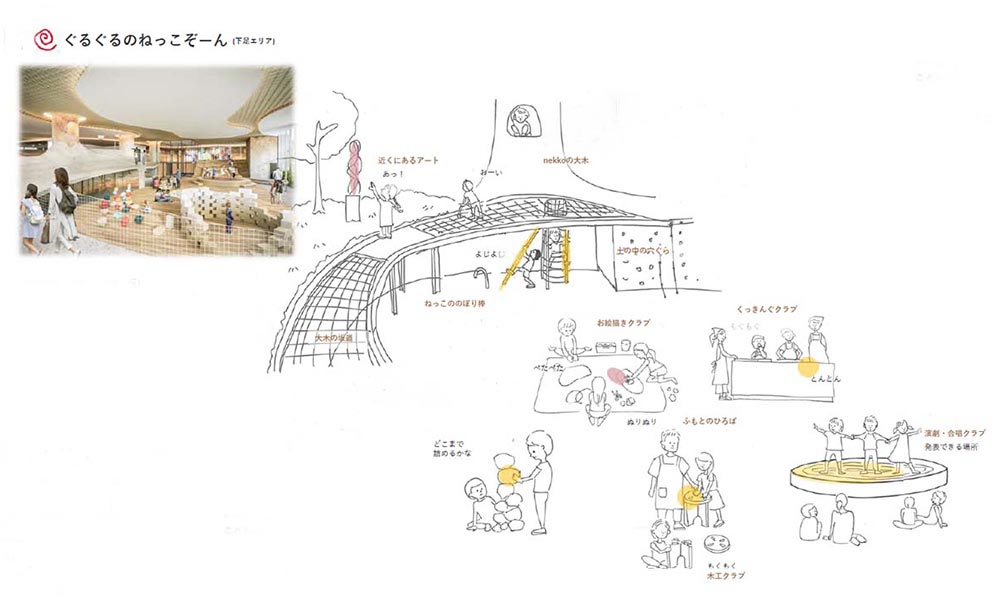 ぐるぐるのねっこぞーん (下足エリア)
近くにあるアート
あっ！
おーい
nekkoの大木
よじよじ
土の中の穴ぐら
ねっこののぼり棒
大木の坂道
お絵描きクラブ
ぺたぺた
ぬりぬり
くっきんぐクラブ
もぐもぐ
とんとん
ふもとのひろば
どこまで
詰めるかな
演劇・合唱クラブ
発表できる場所
もくもく
木工クラブ